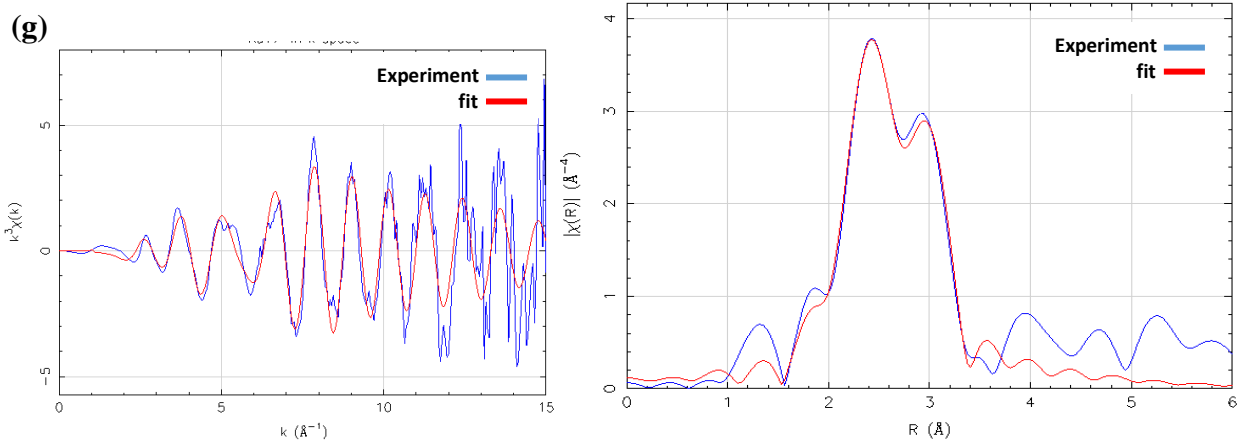 (g)
Experiment
fit
k³χ(k)
5
0
−5
0
5
10
15
k (Å⁻¹)
Experiment
fit
|χ(R)| (Å⁻⁴)
4
3
2
1
0
0
1
2
3
4
5
6
R (Å)